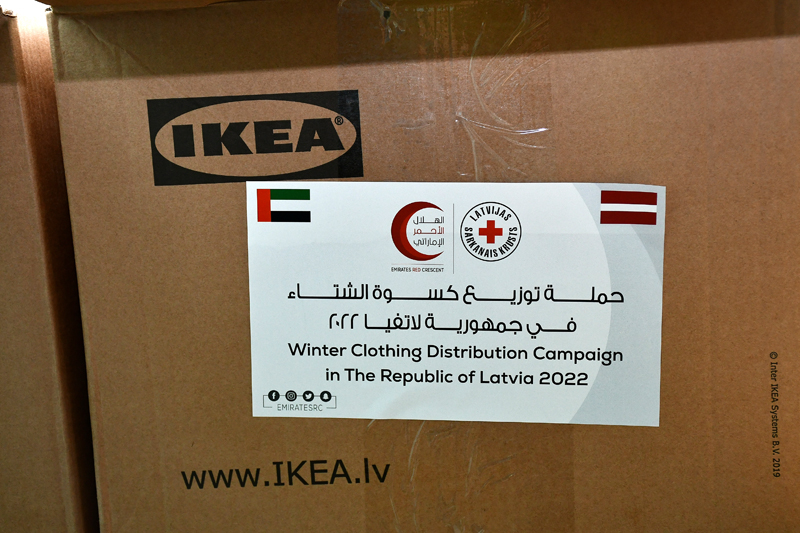 IKEA®
الهلال
الأحمر
الإماراتي
EMIRATES RED CRESCENT
LATVIJAS
SARKANAIS KRUSTS
حملة توزيع كسوة الشتاء
في جمهورية لاتفيا ٢٠٢٢
Winter Clothing Distribution Campaign
in The Republic of Latvia 2022
EMIRATESRC
www.IKEA.lv
© Inter IKEA Systems B.V. 2019